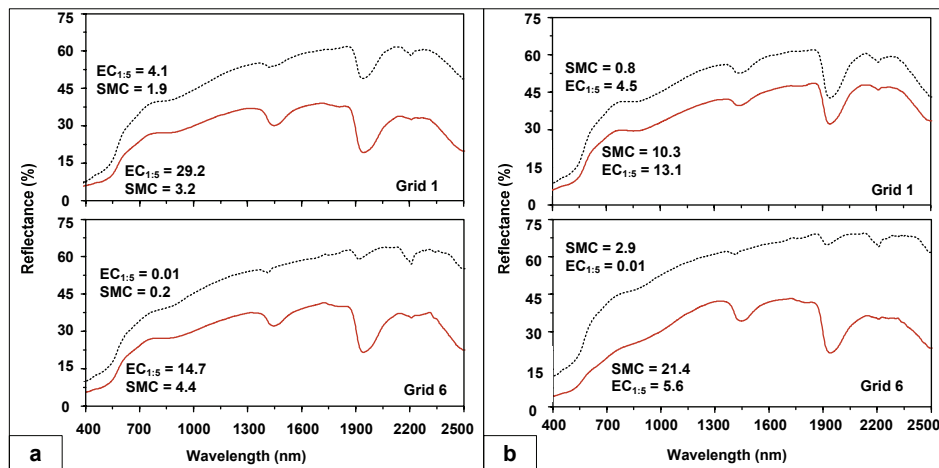 75
60
45
30
15
0
EC1:5 = 4.1
SMC = 1.9
EC1:5 = 29.2
SMC = 3.2
Grid 1
75
60
45
30
15
0
EC1:5 = 0.01
SMC = 0.2
EC1:5 = 14.7
SMC = 4.4
Grid 6
400 700 1000 1300 1600 1900 2200 2500
Reflectance (%)
Wavelength (nm)
a
75
60
45
30
15
0
SMC = 0.8
EC1:5 = 4.5
SMC = 10.3
EC1:5 = 13.1
Grid 1
75
60
45
30
15
0
SMC = 2.9
EC1:5 = 0.01
SMC = 21.4
EC1:5 = 5.6
Grid 6
400 700 1000 1300 1600 1900 2200 2500
Reflectance (%)
Wavelength (nm)
b